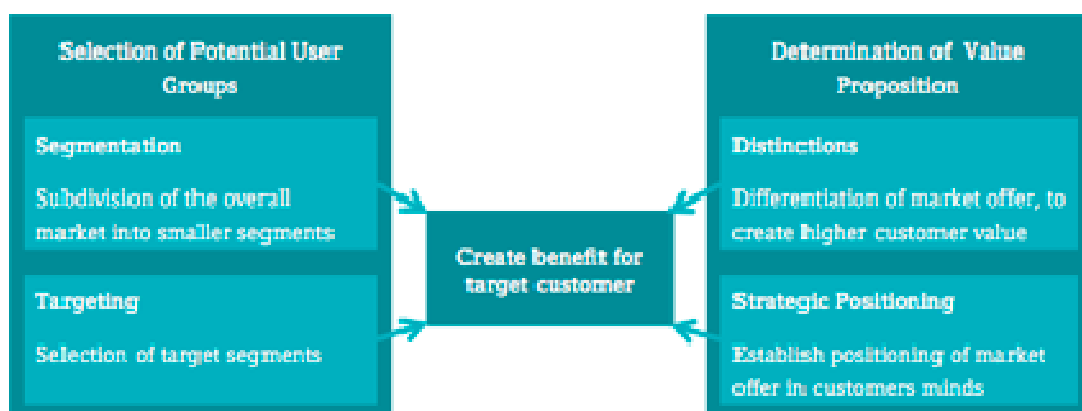 Selection of Potential User
Groups
Segmentation
Subdivision of the overall
market into smaller segments
Targeting
Selection of target segments
Create benefit for
target customer
Determination of Value
Proposition
Distinctions
Differentiation of market offer, to
create higher customer value
Strategic Positioning
Establish positioning of market
offer in customers minds